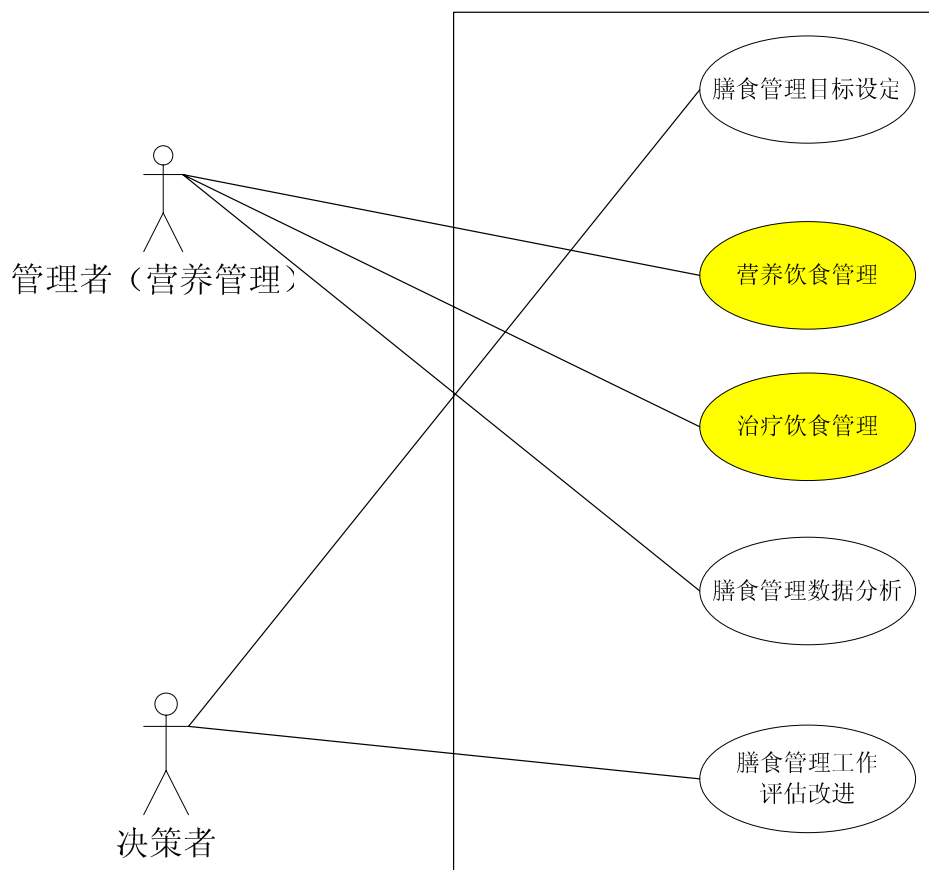 膳食管理目标设定
管理者（营养管理）
营养饮食管理
治疗饮食管理
膳食管理数据分析
膳食管理工作
评估改进
决策者